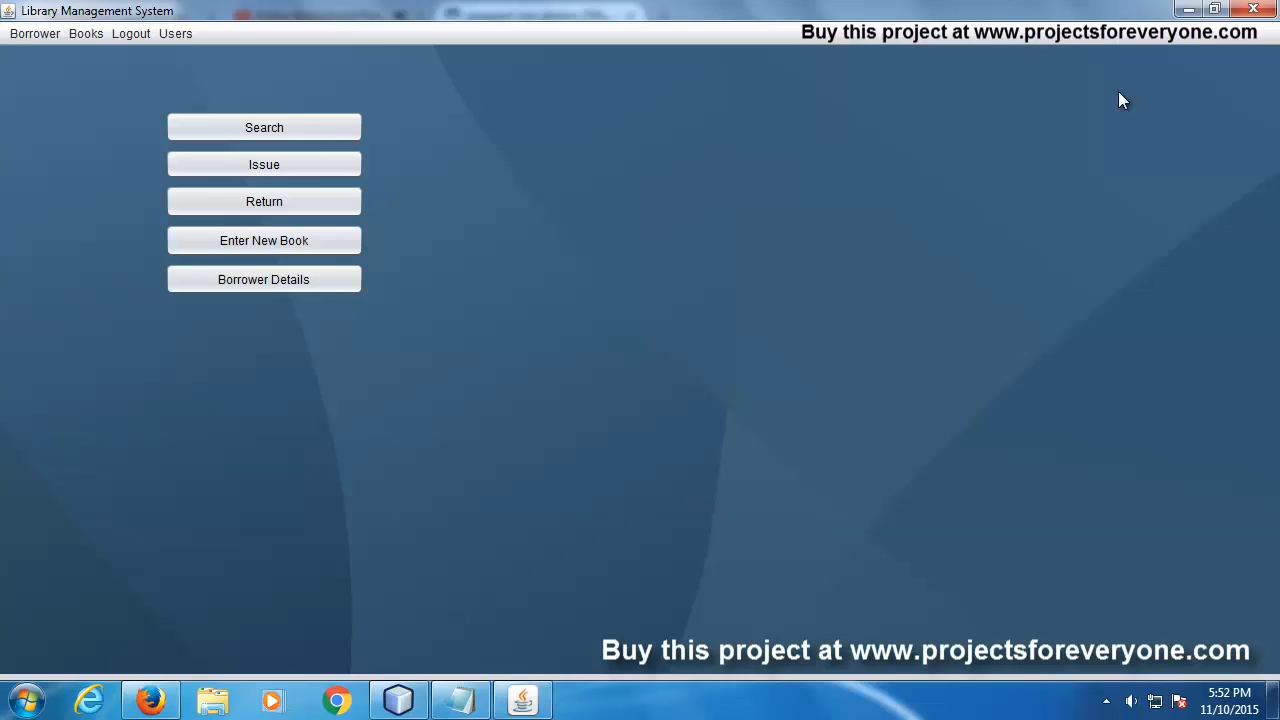 Library Management System
Borrower Books Logout Users
Buy this project at www.projectsforeveryone.com
Search
Issue
Return
Enter New Book
Borrower Details
Buy this project at www.projectsforeveryone.com
5:52 PM
11/10/2015